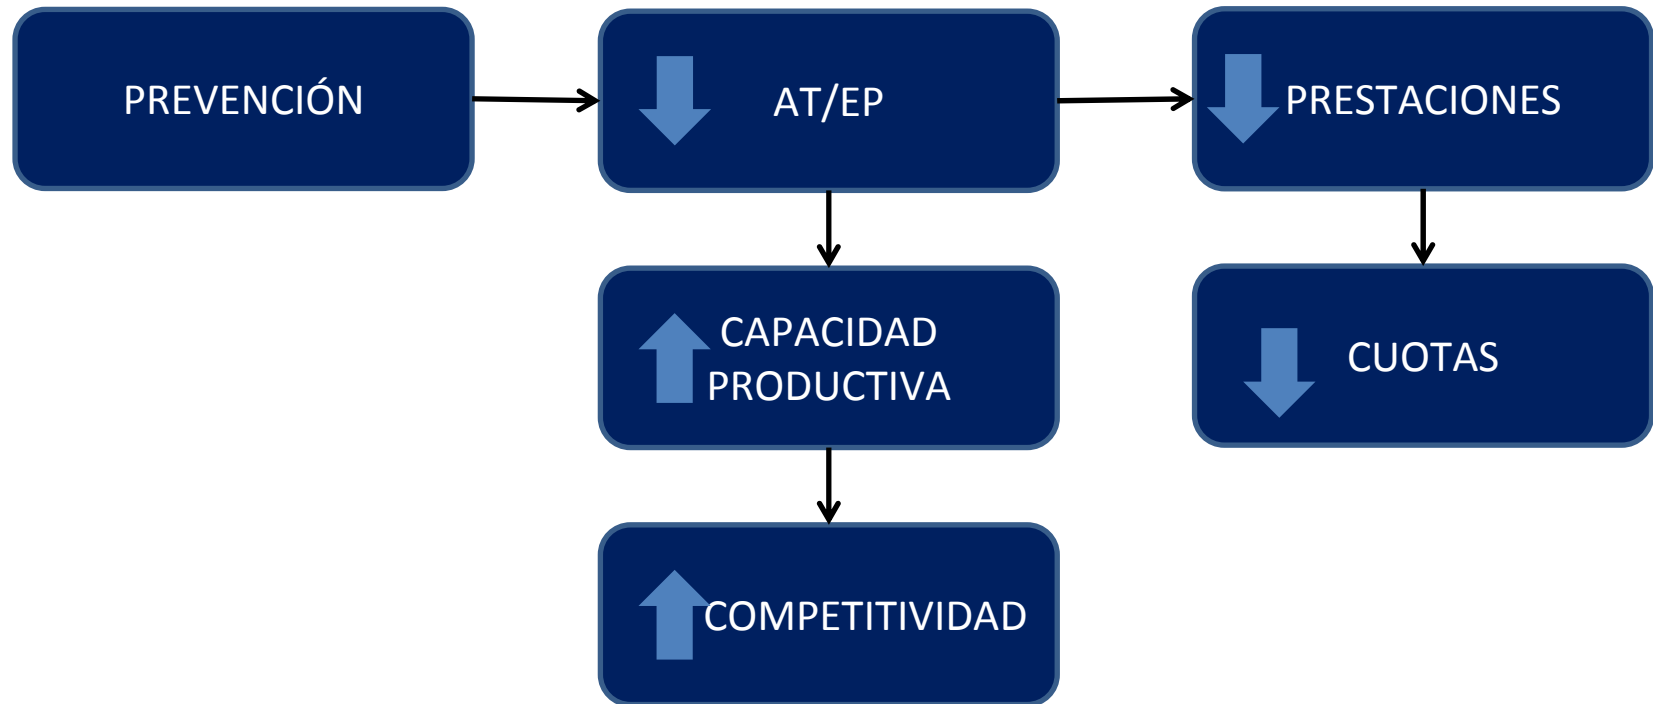 PREVENCIÓN
AT/EP
PRESTACIONES
CAPACIDAD
PRODUCTIVA
CUOTAS
COMPETITIVIDAD